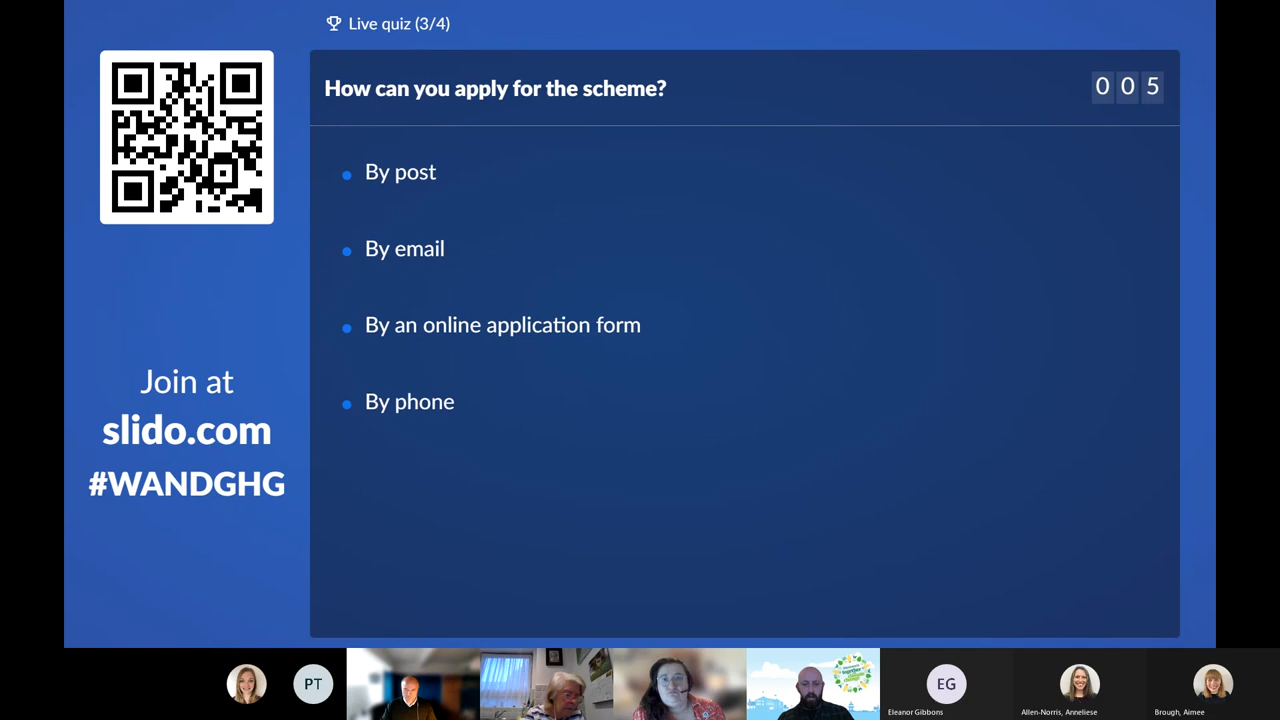 Live quiz (3/4)
How can you apply for the scheme?
0 0 5
By post
By email
By an online application form
By phone
Join at
slido.com
#WANDGHG
PT
EG
Eleanor Gibbons
Allen-Norris, Anneliese
Brough, Aimee